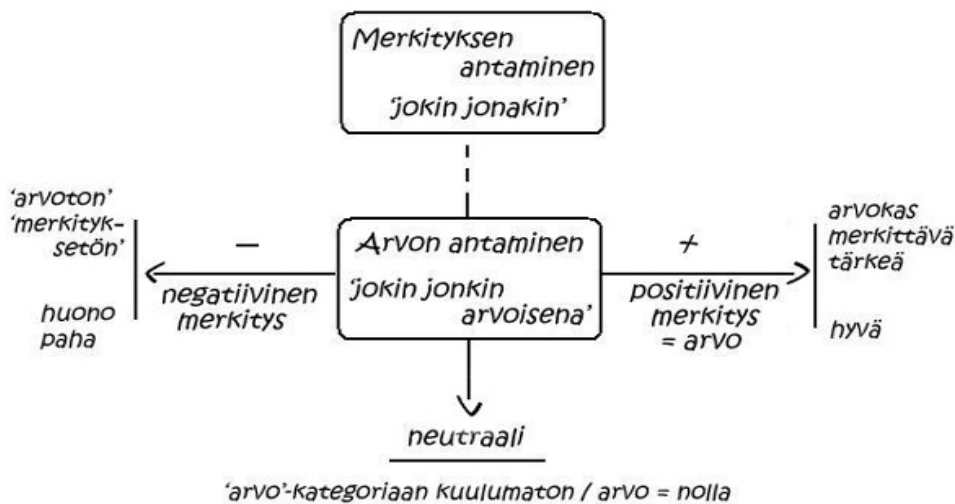 Merkityksen
antaminen
'jokin jonakin'
'arvoton'
'merkityk-
setön'
huono
paha
–
negatiivinen
merkitys
Arvon antaminen
'jokin jonkin
arvoisena'
+
positiivinen
merkitys
= arvo
arvokas
merkittävä
tärkeä
hyvä
neutraali
'arvo'-kategoriaan kuulumaton / arvo = nolla